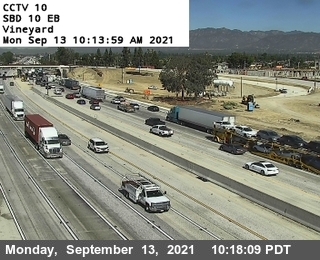 CCTV 10
SBD 10 EB
Vineyard
Mon Sep 13 10:13:59 AM 2021
Monday, September 13, 2021 10:18:09 PDT